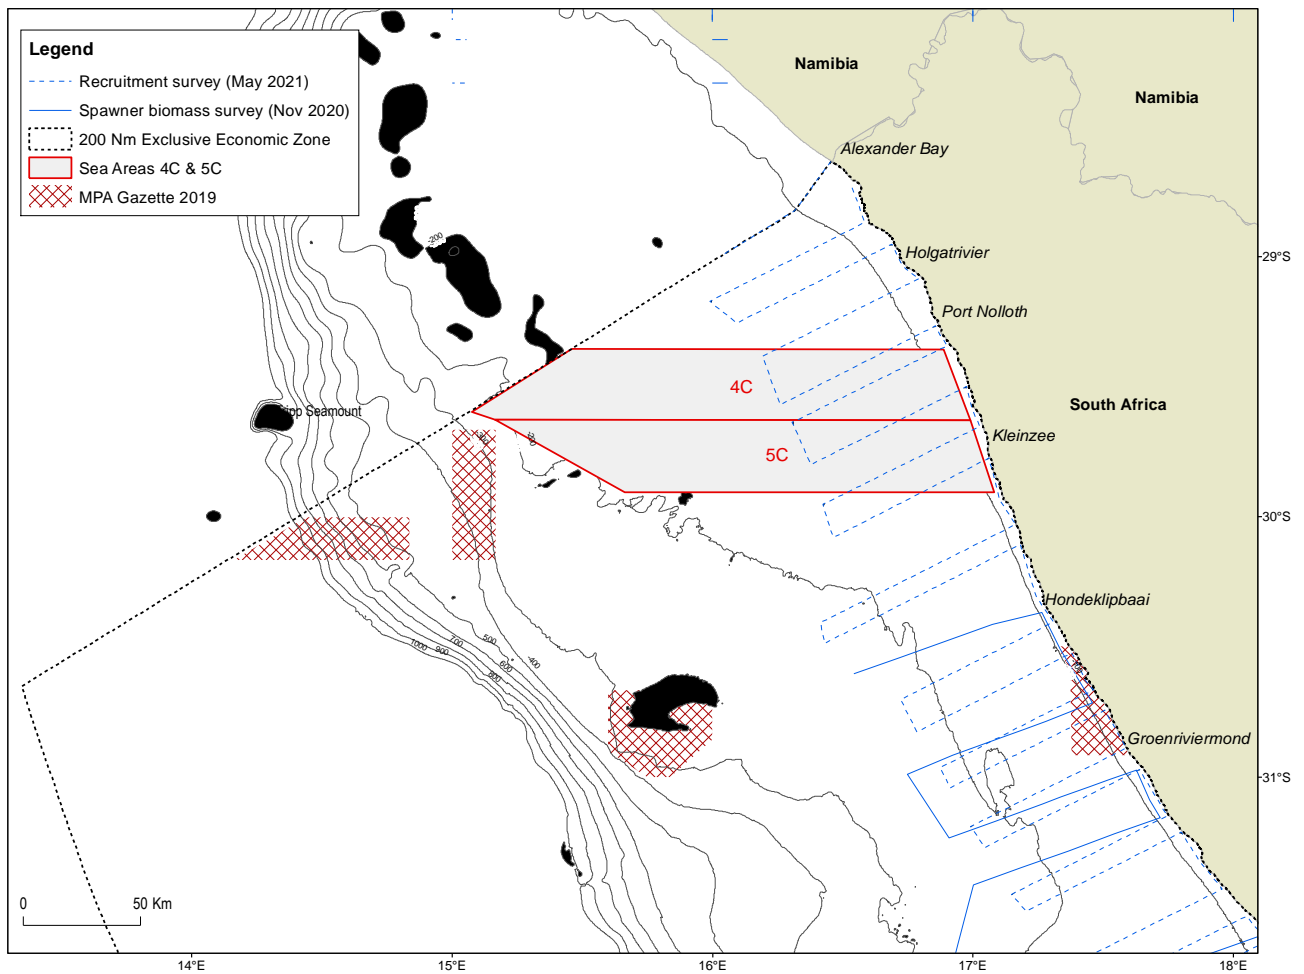 Legend
Recruitment survey (May 2021)
Spawner biomass survey (Nov 2020)
200 Nm Exclusive Economic Zone
Sea Areas 4C & 5C
MPA Gazette 2019
Namibia
Namibia
Alexander Bay
-200
Holgatrivier
29°S
Port Nolloth
4C
South Africa
ripp Seamount
Kleinzee
5C
30°S
Hondeklipbaai
500
700
-400
1000
900
600
800
Groenriviermond
31°S
0
50 Km
14°E
15°E
16°E
17°E
18°E